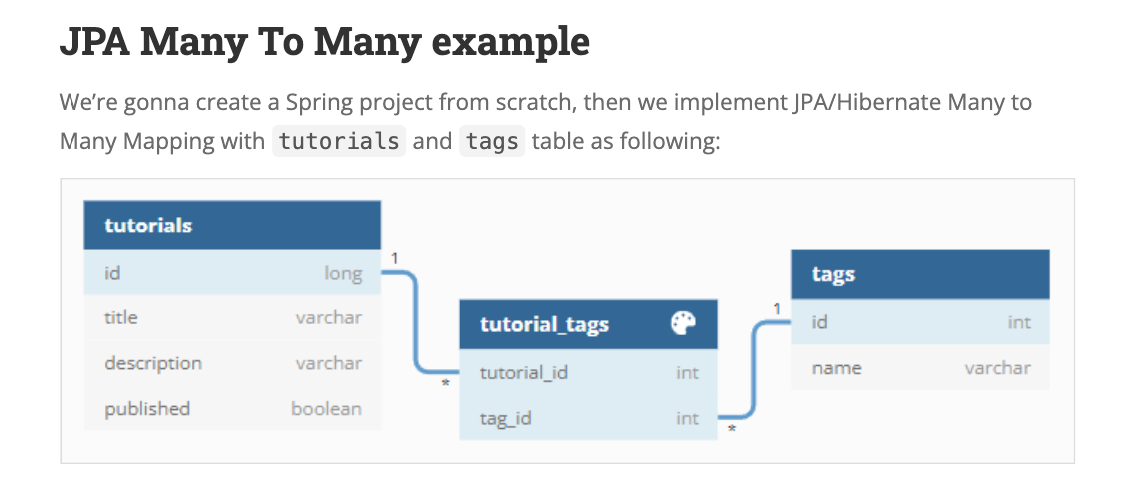 JPA Many To Many example
We’re gonna create a Spring project from scratch, then we implement JPA/Hibernate Many to
Many Mapping with tutorials and tags table as following:
tutorials
id long
title varchar
description varchar
published boolean
1
*
tutorial_tags
tutorial_id int
tag_id int
1
*
tags
id int
name varchar